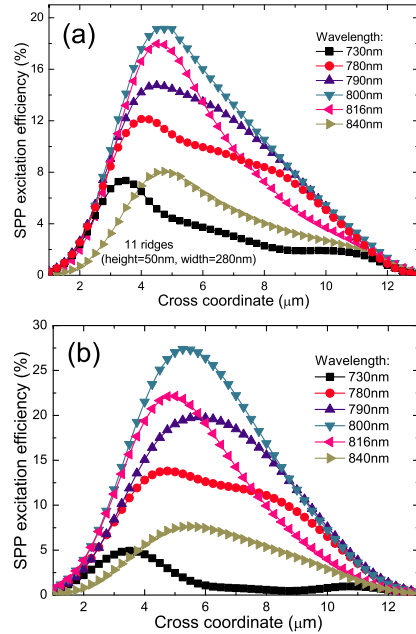 (a)
Wavelength:
730nm
780nm
790nm
800nm
816nm
840nm
SPP excitation efficiency (%)
20
16
12
8
4
0
11 ridges
(height=50nm, width=280nm)
2 4 6 8 10 12
Cross coordinate (μm)
(b)
Wavelength:
730nm
780nm
790nm
800nm
816nm
840nm
SPP excitation efficiency (%)
30
25
20
15
10
5
0
2 4 6 8 10 12
Cross coordinate (μm)